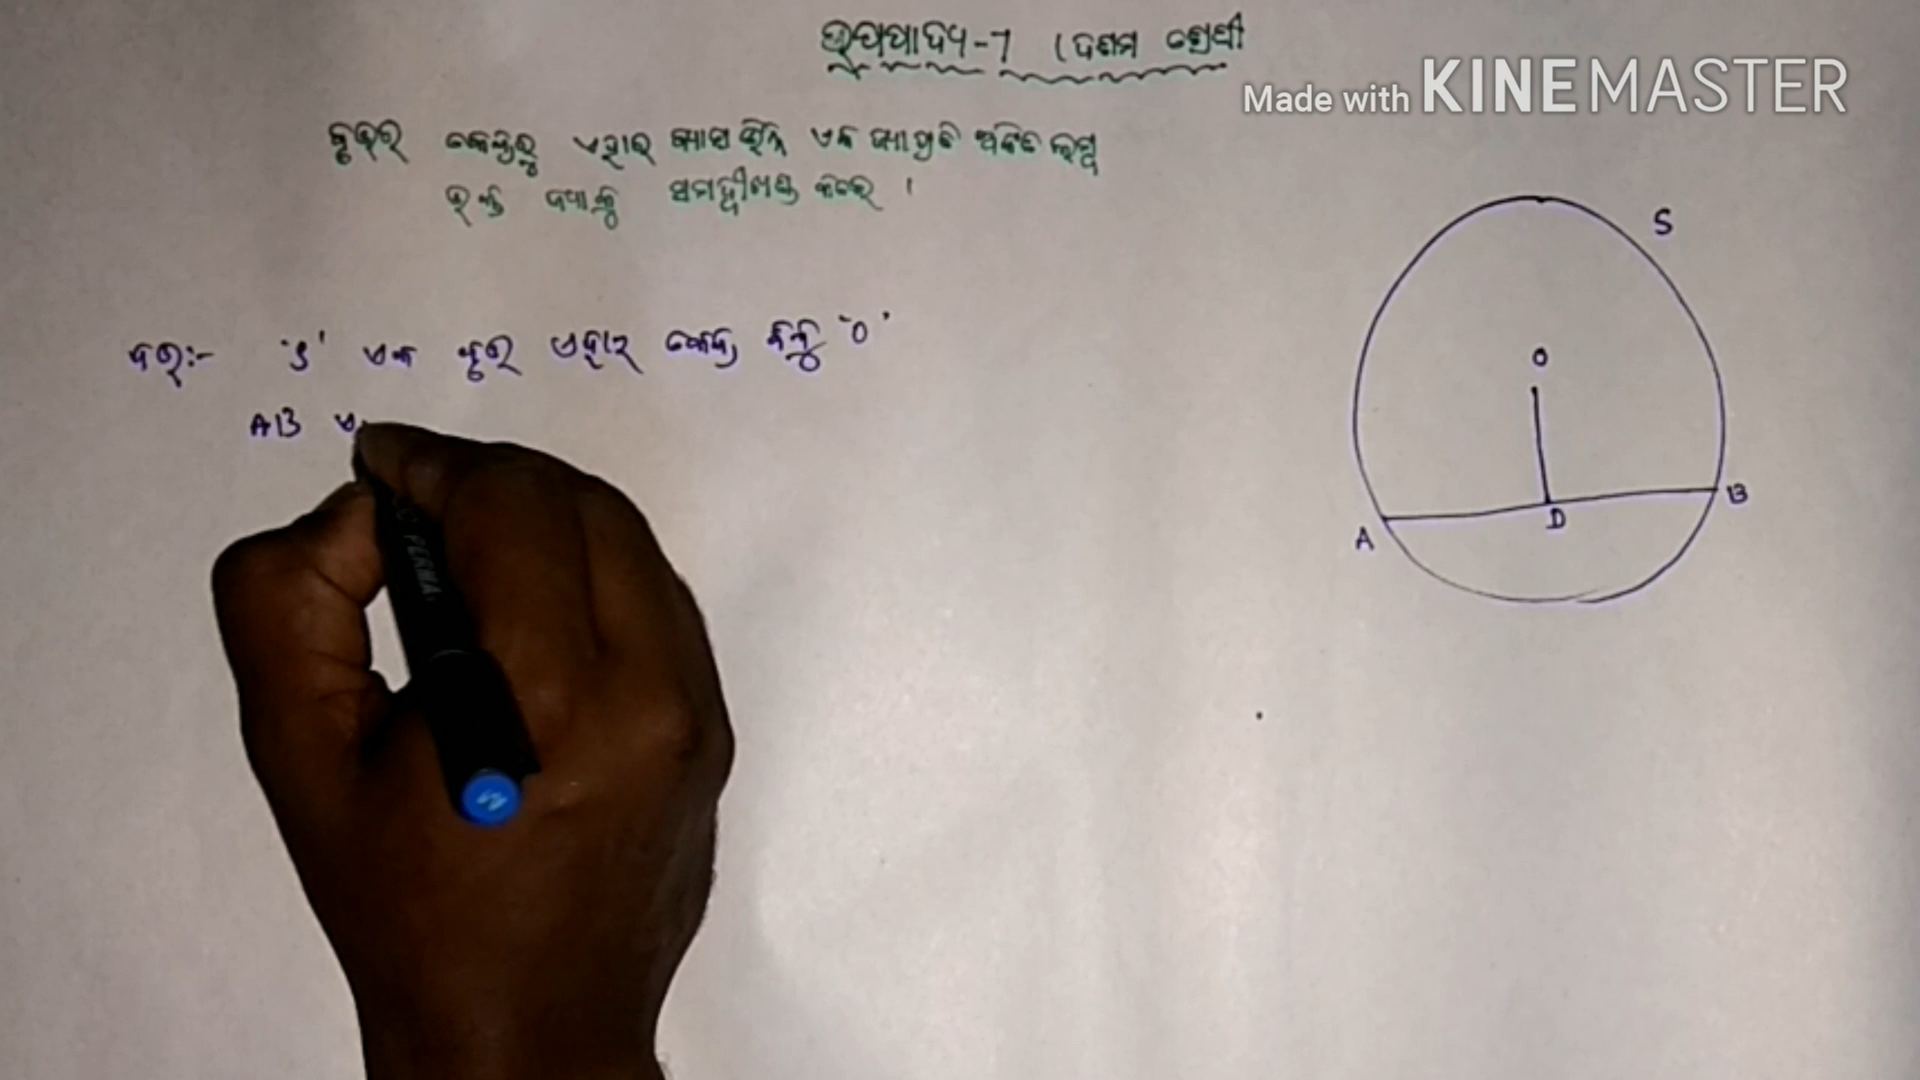 ଉପପାଦ୍ୟ-7 (ଦଶମ ଶ୍ରେଣୀ
Made with KINEMASTER
ବୃତ୍ତର କେନ୍ଦ୍ରରୁ ଏହାର ବ୍ୟାସ ଭିନ୍ନ ଏକ ଜ୍ୟା ପ୍ରତି ଅଙ୍କିତ ଲମ୍ବ
ଉକ୍ତ ଜ୍ୟାକୁ ସମଦ୍ୱିଖଣ୍ଡ କରେ ।
ଦତ୍ତ:- 'S' ଏକ ବୃତ୍ତ ଏହାର କେନ୍ଦ୍ର ବିନ୍ଦୁ 'O'
AB
S
O
A
D
B